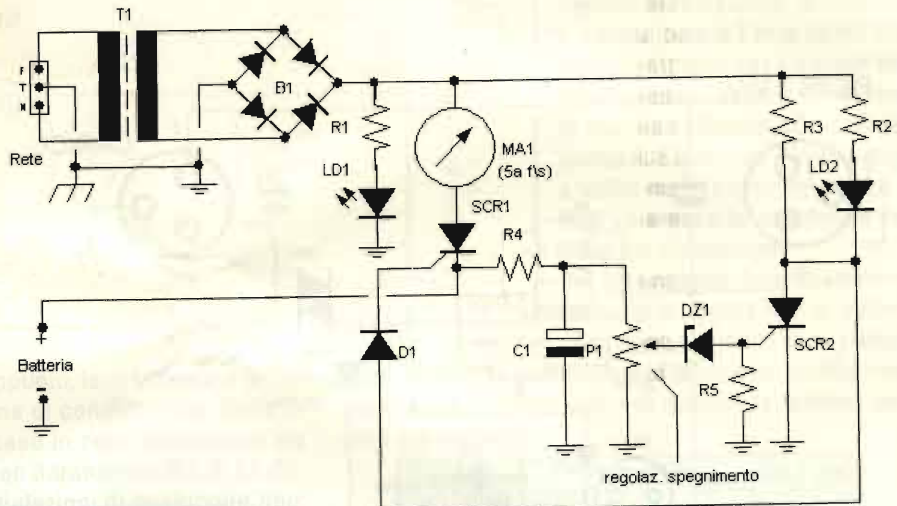 T1
F
T
N
Rete
B1
R1
LD1
MA1
(5a f\s)
SCR1
R4
R3
R2
LD2
Batteria
+
-
D1
C1
P1
DZ1
R5
SCR2
regolaz. spegnimento